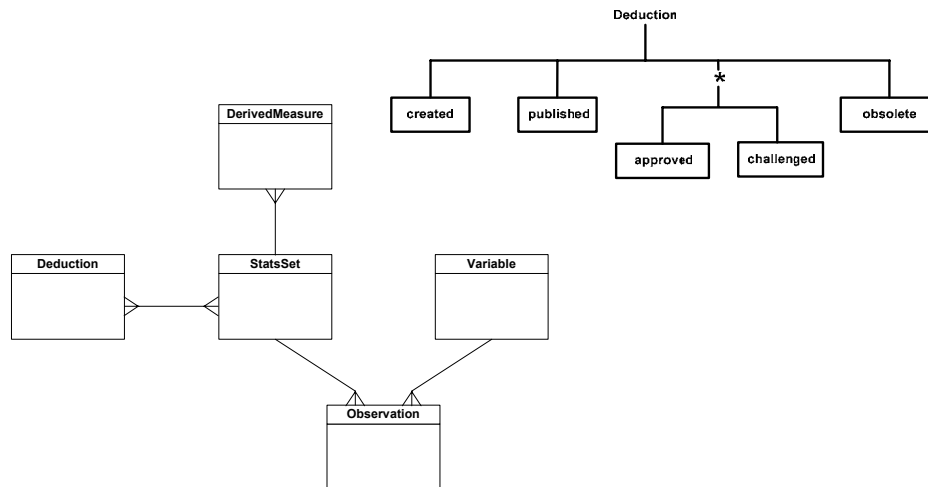 Deduction
*
created
published
obsolete
DerivedMeasure
approved
challenged
Deduction
StatsSet
Variable
Observation